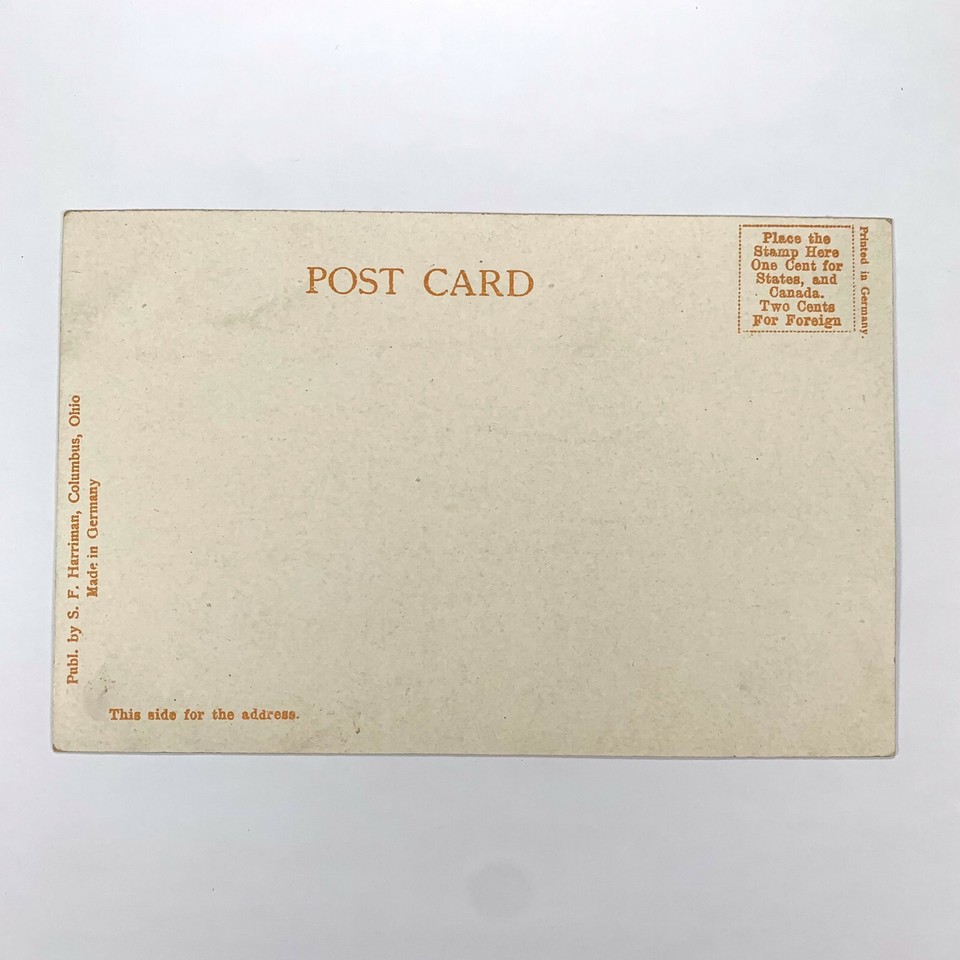 POST CARD
Place the
Stamp Here
One Cent for
States, and
Canada.
Two Cents
For Foreign
Printed in Germany.
Publ. by S. F. Harriman, Columbus, Ohio
Made in Germany
This side for the address.